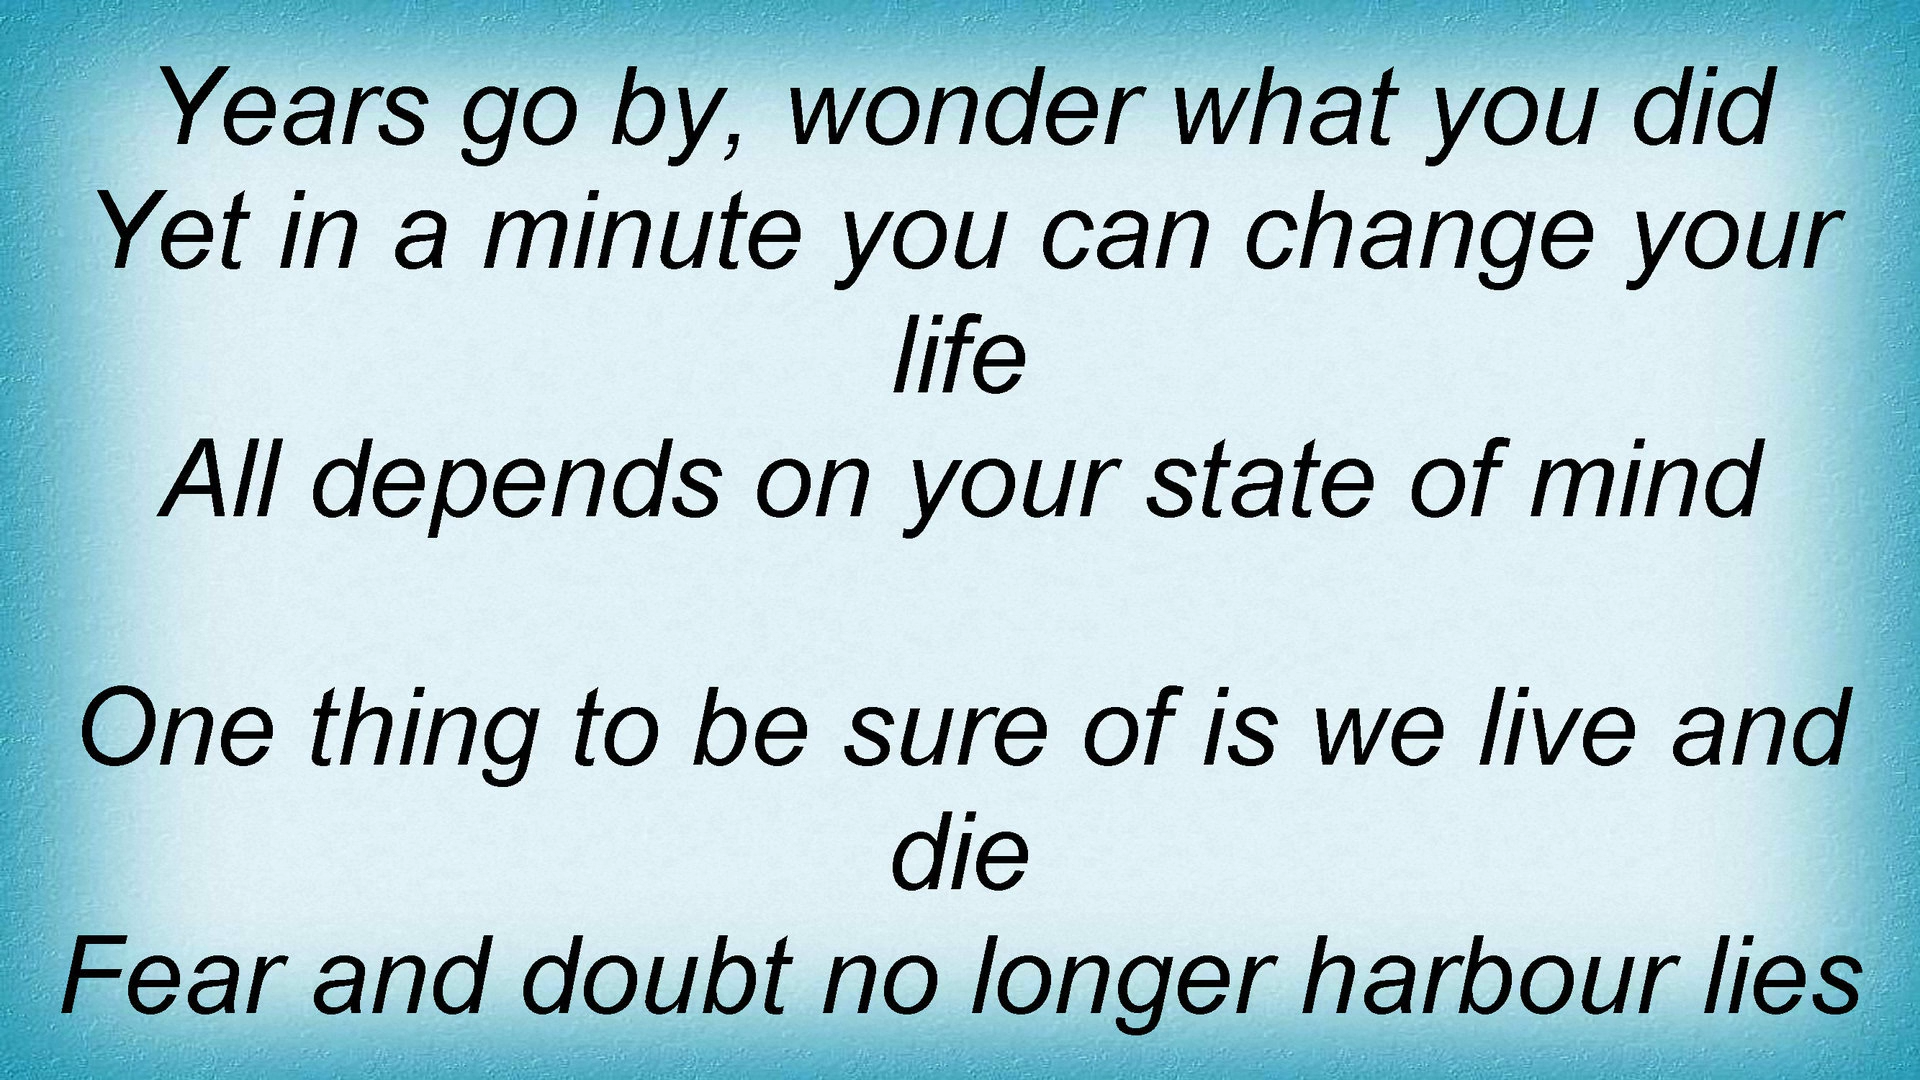 Years go by, wonder what you did
Yet in a minute you can change your
life
All depends on your state of mind
One thing to be sure of is we live and
die
Fear and doubt no longer harbour lies